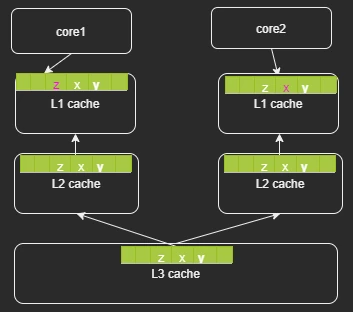 core1 core2
z x y z x y
L1 cache L1 cache
z x y z x y
L2 cache L2 cache
z x y
L3 cache